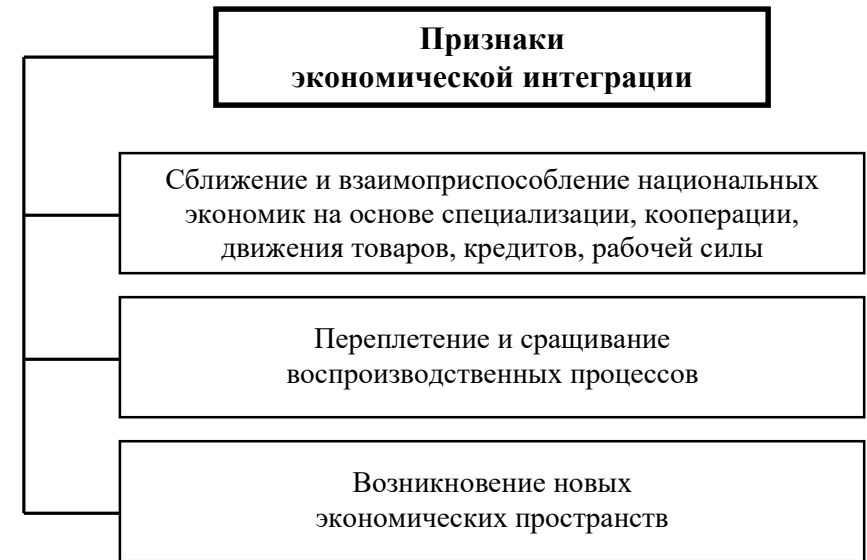 Признаки
экономической интеграции
Сближение и взаимоприспособление национальных
экономик на основе специализации, кооперации,
движения товаров, кредитов, рабочей силы
Переплетение и сращивание
воспроизводственных процессов
Возникновение новых
экономических пространств